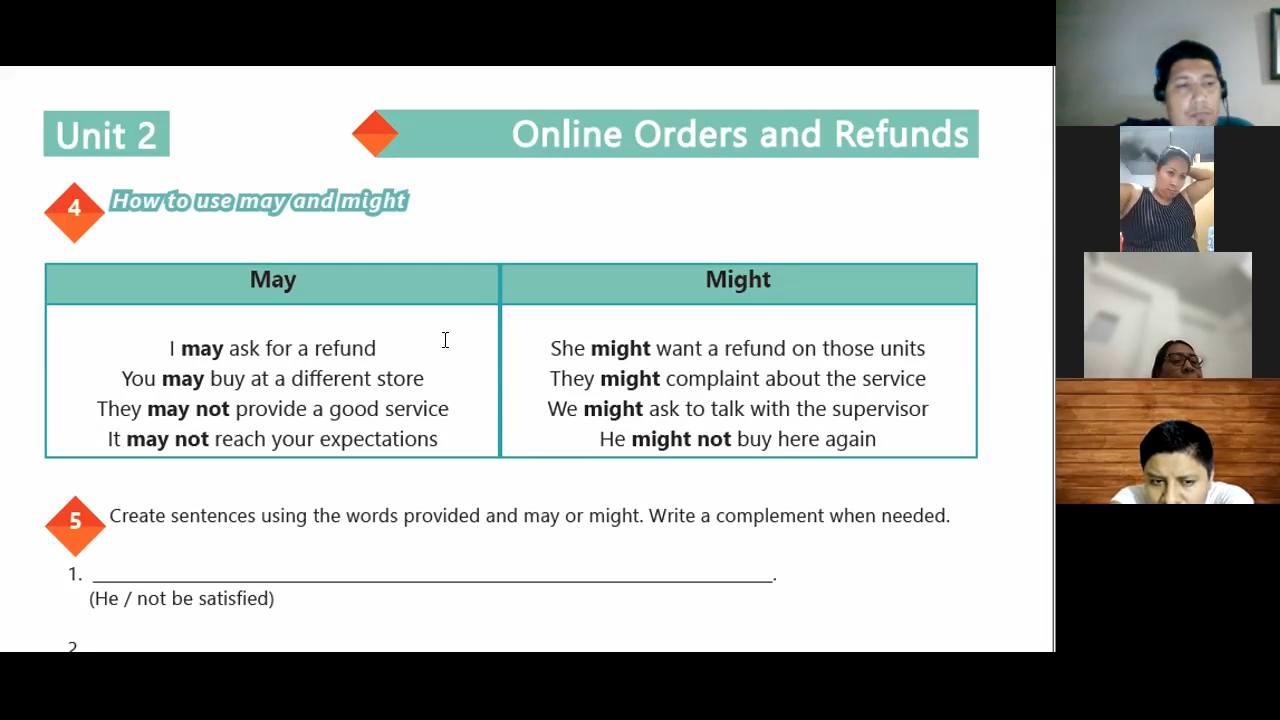 Unit 2
Online Orders and Refunds
4
How to use may and might
May
Might
I may ask for a refund
You may buy at a different store
They may not provide a good service
It may not reach your expectations
She might want a refund on those units
They might complaint about the service
We might ask to talk with the supervisor
He might not buy here again
5
Create sentences using the words provided and may or might. Write a complement when needed.
1. ______________________________.
(He / not be satisfied)
2